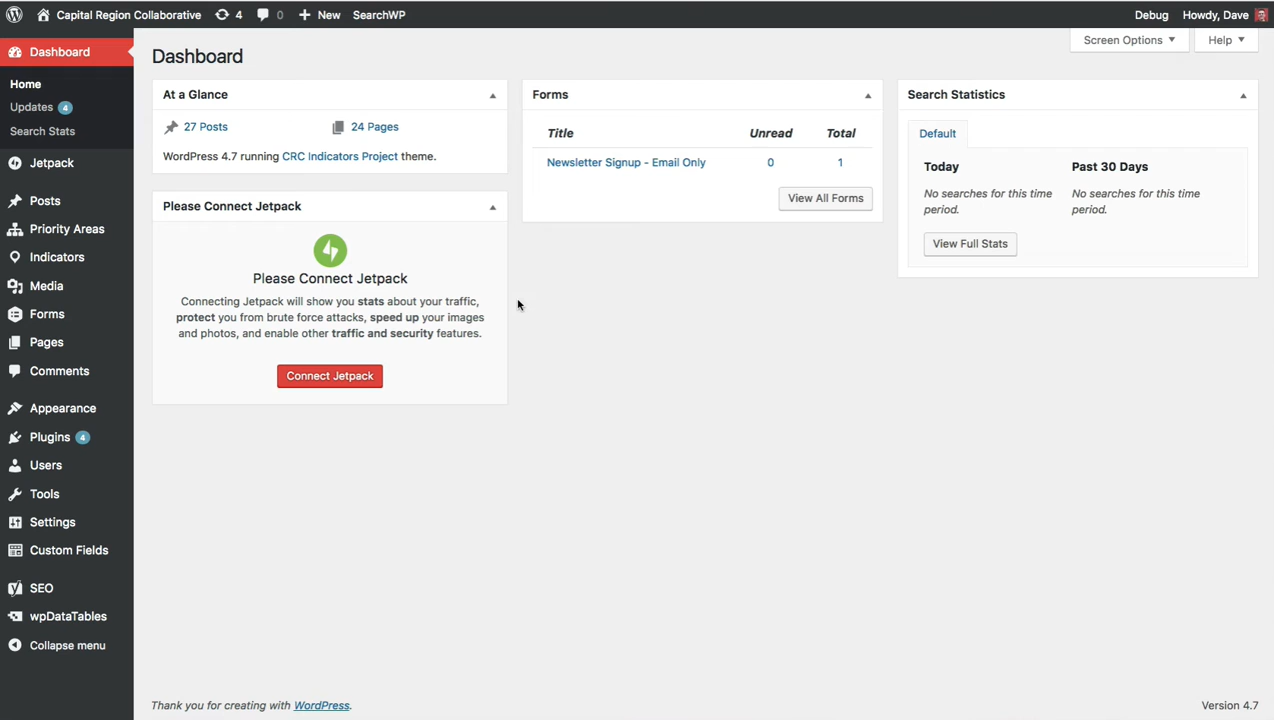 Capital Region Collaborative 4 0 New SearchWP Debug Howdy, Dave
Dashboard
Home
Updates 4
Search Stats
Jetpack
Posts
Priority Areas
Indicators
Media
Forms
Pages
Comments
Appearance
Plugins 4
Users
Tools
Settings
Custom Fields
SEO
wpDataTables
Collapse menu
Screen Options Help
Dashboard
At a Glance
27 Posts 24 Pages
WordPress 4.7 running CRC Indicators Project theme.
Please Connect Jetpack
Please Connect Jetpack
Connecting Jetpack will show you stats about your traffic,
protect you from brute force attacks, speed up your images
and photos, and enable other traffic and security features.
Connect Jetpack
Forms
Title Unread Total
Newsletter Signup - Email Only 0 1
View All Forms
Search Statistics
Default
Today Past 30 Days
No searches for this time No searches for this time
period. period.
View Full Stats
Thank you for creating with WordPress. Version 4.7